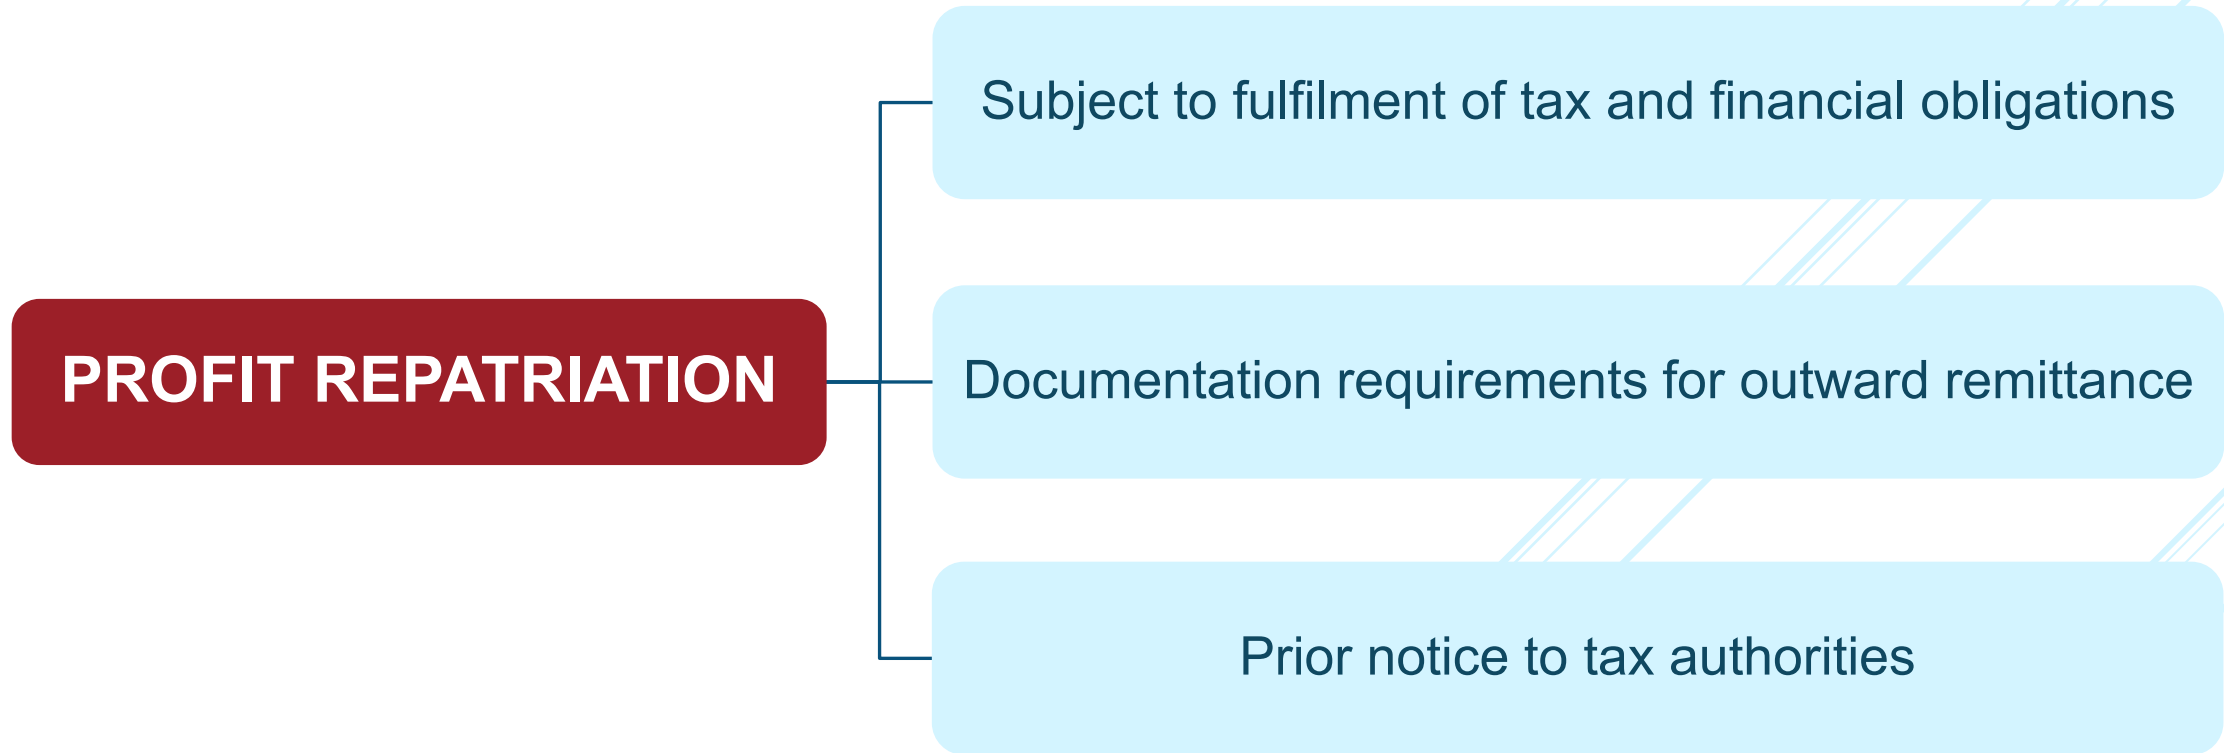 PROFIT REPATRIATION
Subject to fulfilment of tax and financial obligations
Documentation requirements for outward remittance
Prior notice to tax authorities